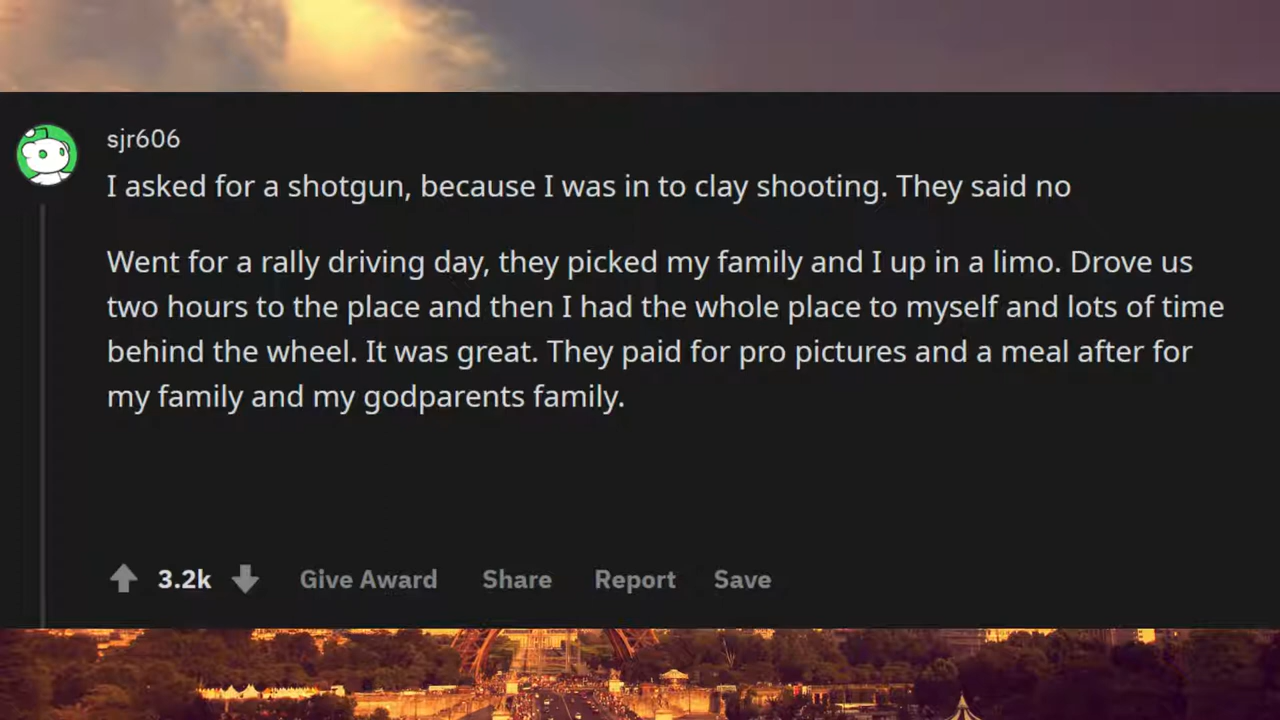 sjr606
I asked for a shotgun, because I was in to clay shooting. They said no
Went for a rally driving day, they picked my family and I up in a limo. Drove us
two hours to the place and then I had the whole place to myself and lots of time
behind the wheel. It was great. They paid for pro pictures and a meal after for
my family and my godparents family.
3.2k Give Award Share Report Save